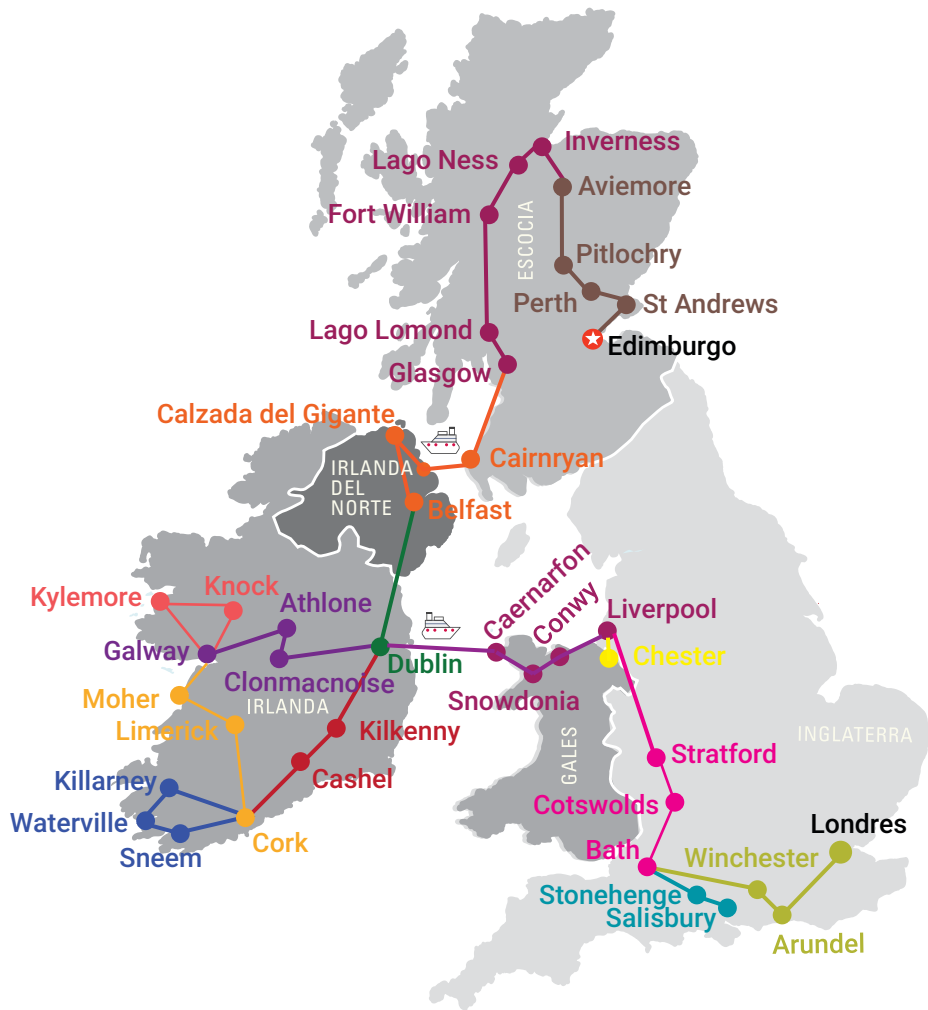 Inverness
Lago Ness
Aviemore
Fort William
ESCOCIA
Pitlochry
Perth
St Andrews
Lago Lomond
Edimburgo
Glasgow
Calzada del Gigante
Cairnryan
IRLANDA
DEL
NORTE
Belfast
Caernarfon
Conwy
Knock
Kylemore
Athlone
Liverpool
Galway
Dublin
Chester
Clonmacnoise
Snowdonia
Moher
IRLANDA
Limerick
Kilkenny
INGLATERRA
GALES
Stratford
Killarney
Cashel
Cotswolds
Waterville
Londres
Sneem
Cork
Bath
Winchester
Stonehenge
Salisbury
Arundel